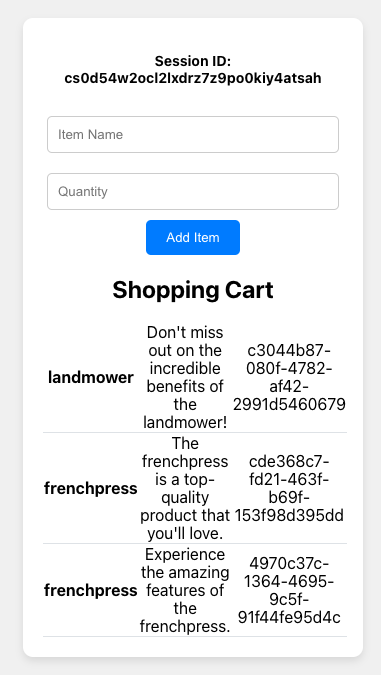 Session ID:
cs0d54w2ocl2lxdrz7z9po0kiy4atsah
Item Name
Quantity
Add Item
Shopping Cart
landmower
Don't miss
out on the
incredible
benefits of
the
landmower!
c3044b87-
080f-4782-
af42-
2991d5460679
frenchpress
The
frenchpress
is a top-
quality
product that
you'll love.
cde368c7-
fd21-463f-
b69f-
153f98d395dd
frenchpress
Experience
the amazing
features of
the
frenchpress.
4970c37c-
1364-4695-
9c5f-
91f44fe95d4c